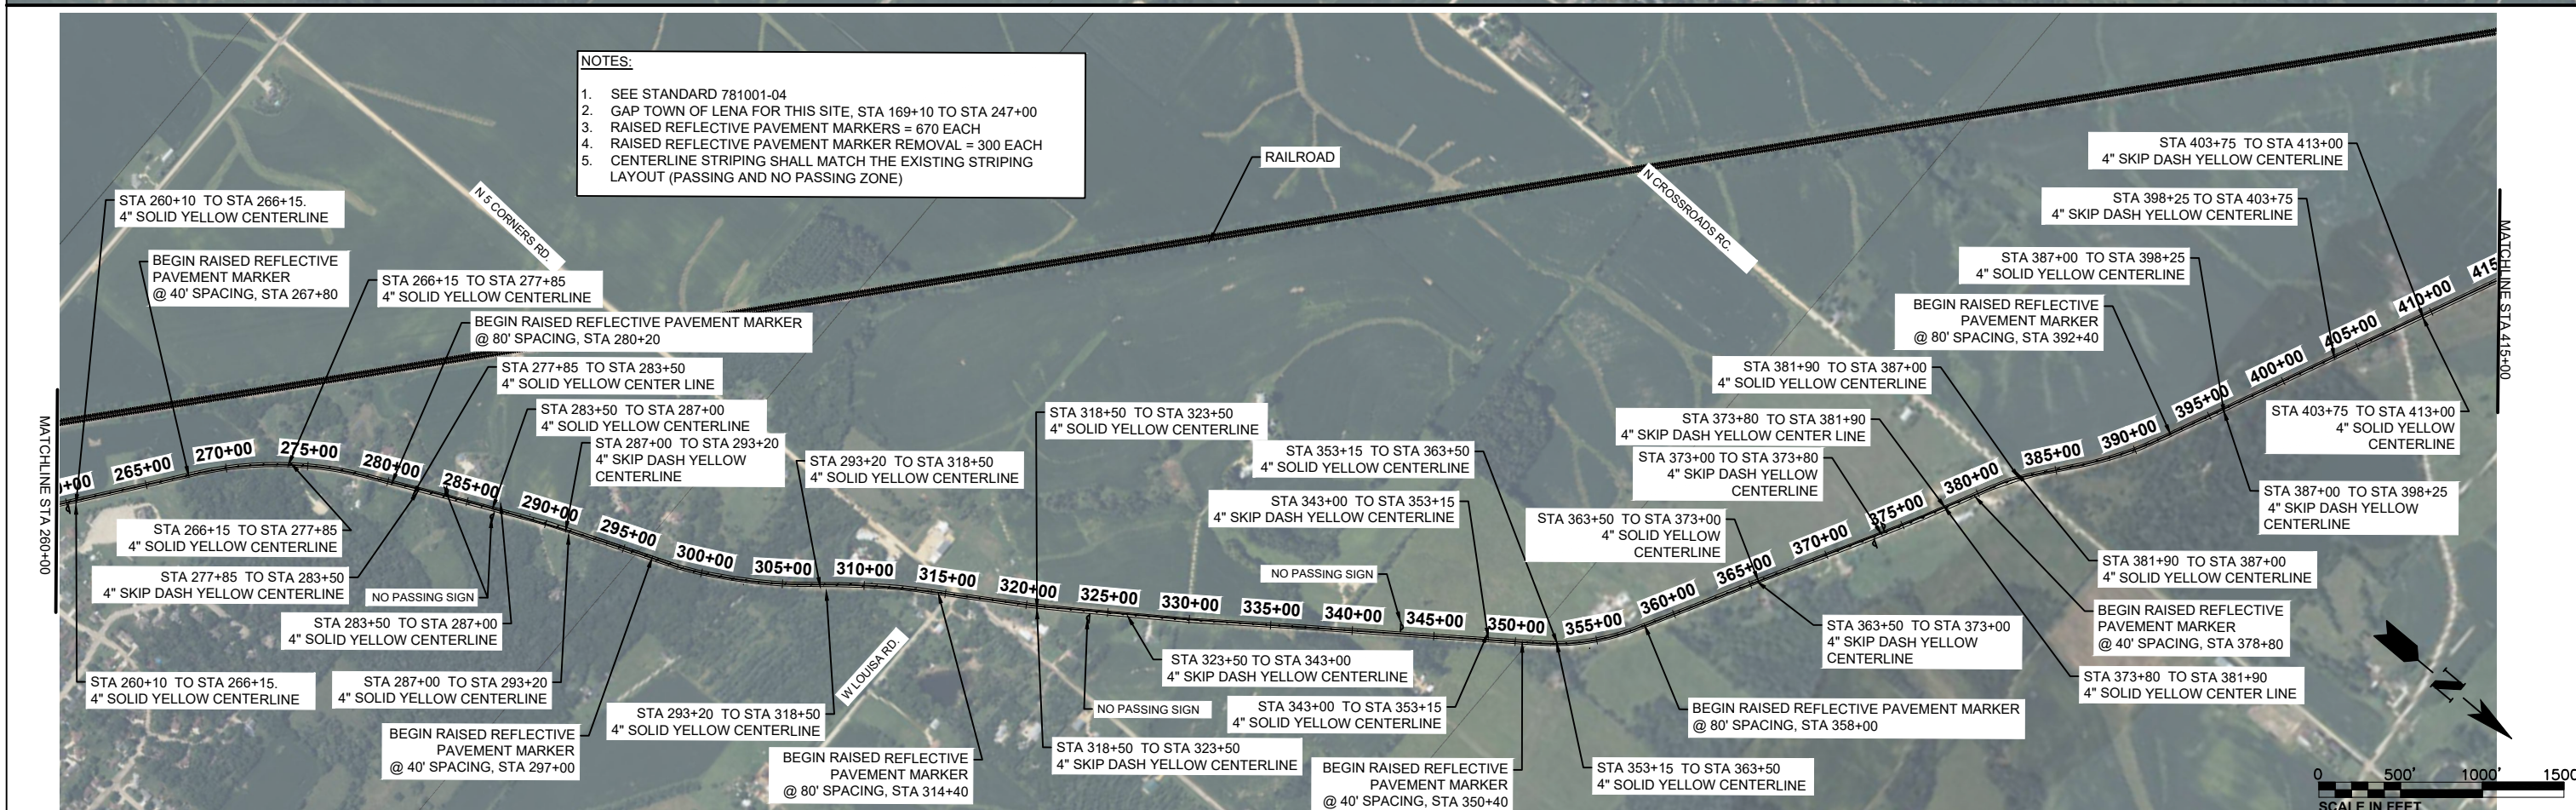 NOTES:
1. SEE STANDARD 781001-04
2. GAP TOWN OF LENA FOR THIS SITE, STA 169+10 TO STA 247+00
3. RAISED REFLECTIVE PAVEMENT MARKERS = 670 EACH
4. RAISED REFLECTIVE PAVEMENT MARKER REMOVAL = 300 EACH
5. CENTERLINE STRIPING SHALL MATCH THE EXISTING STRIPING
LAYOUT (PASSING AND NO PASSING ZONE)
RAILROAD
N 5 CORNERS RD.
N CROSSROADS RC.
W LOUISA RD.
MATCHLINE STA 260+00
MATCHLINE STA 415+00
STA 260+10 TO STA 266+15.
4" SOLID YELLOW CENTERLINE
BEGIN RAISED REFLECTIVE
PAVEMENT MARKER
@ 40' SPACING, STA 267+80
STA 266+15 TO STA 277+85
4" SOLID YELLOW CENTERLINE
BEGIN RAISED REFLECTIVE PAVEMENT MARKER
@ 80' SPACING, STA 280+20
STA 277+85 TO STA 283+50
4" SOLID YELLOW CENTER LINE
STA 283+50 TO STA 287+00
4" SOLID YELLOW CENTERLINE
STA 287+00 TO STA 293+20
4" SKIP DASH YELLOW
CENTERLINE
STA 293+20 TO STA 318+50
4" SOLID YELLOW CENTERLINE
STA 318+50 TO STA 323+50
4" SOLID YELLOW CENTERLINE
STA 353+15 TO STA 363+50
4" SOLID YELLOW CENTERLINE
STA 343+00 TO STA 353+15
4" SKIP DASH YELLOW CENTERLINE
NO PASSING SIGN
STA 363+50 TO STA 373+00
4" SOLID YELLOW
CENTERLINE
STA 373+00 TO STA 373+80
4" SKIP DASH YELLOW
CENTERLINE
STA 373+80 TO STA 381+90
4" SKIP DASH YELLOW CENTER LINE
STA 381+90 TO STA 387+00
4" SOLID YELLOW CENTERLINE
BEGIN RAISED REFLECTIVE
PAVEMENT MARKER
@ 80' SPACING, STA 392+40
STA 387+00 TO STA 398+25
4" SOLID YELLOW CENTERLINE
STA 398+25 TO STA 403+75
4" SKIP DASH YELLOW CENTERLINE
STA 403+75 TO STA 413+00
4" SKIP DASH YELLOW CENTERLINE
0+00
265+00
270+00
275+00
280+00
285+00
290+00
295+00
300+00
305+00
310+00
315+00
320+00
325+00
330+00
335+00
340+00
345+00
350+00
355+00
360+00
365+00
370+00
375+00
380+00
385+00
390+00
395+00
400+00
405+00
410+00
415
STA 266+15 TO STA 277+85
4" SOLID YELLOW CENTERLINE
STA 277+85 TO STA 283+50
4" SKIP DASH YELLOW CENTERLINE
NO PASSING SIGN
STA 283+50 TO STA 287+00
4" SOLID YELLOW CENTERLINE
STA 260+10 TO STA 266+15.
4" SOLID YELLOW CENTERLINE
STA 287+00 TO STA 293+20
4" SOLID YELLOW CENTERLINE
BEGIN RAISED REFLECTIVE
PAVEMENT MARKER
@ 40' SPACING, STA 297+00
STA 293+20 TO STA 318+50
4" SOLID YELLOW CENTERLINE
BEGIN RAISED REFLECTIVE
PAVEMENT MARKER
@ 80' SPACING, STA 314+40
STA 323+50 TO STA 343+00
4" SKIP DASH YELLOW CENTERLINE
NO PASSING SIGN
STA 318+50 TO STA 323+50
4" SKIP DASH YELLOW CENTERLINE
STA 343+00 TO STA 353+15
4" SOLID YELLOW CENTERLINE
BEGIN RAISED REFLECTIVE
PAVEMENT MARKER
@ 40' SPACING, STA 350+40
STA 353+15 TO STA 363+50
4" SOLID YELLOW CENTERLINE
BEGIN RAISED REFLECTIVE PAVEMENT MARKER
@ 80' SPACING, STA 358+00
STA 363+50 TO STA 373+00
4" SKIP DASH YELLOW
CENTERLINE
STA 373+80 TO STA 381+90
4" SOLID YELLOW CENTER LINE
BEGIN RAISED REFLECTIVE
PAVEMENT MARKER
@ 40' SPACING, STA 378+80
STA 381+90 TO STA 387+00
4" SOLID YELLOW CENTERLINE
STA 387+00 TO STA 398+25
4" SKIP DASH YELLOW
CENTERLINE
STA 403+75 TO STA 413+00
4" SOLID YELLOW
CENTERLINE
N
0 500' 1000' 1500
SCALE IN FEET